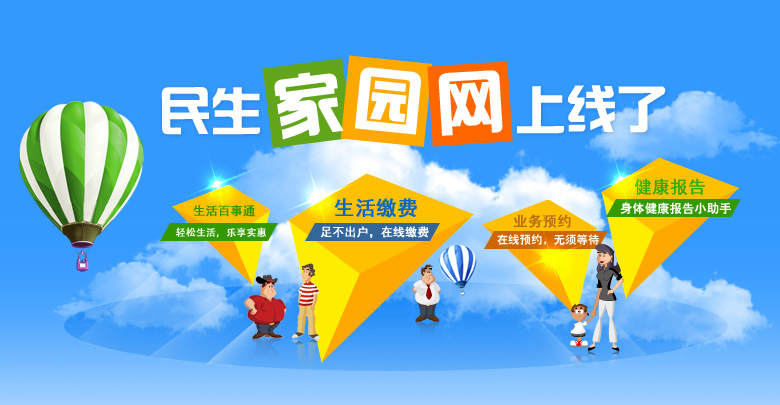 民生家园网上线了
生活百事通
轻松生活，乐享实惠
生活缴费
足不出户，在线缴费
业务预约
在线预约，无须等待
健康报告
身体健康报告小助手